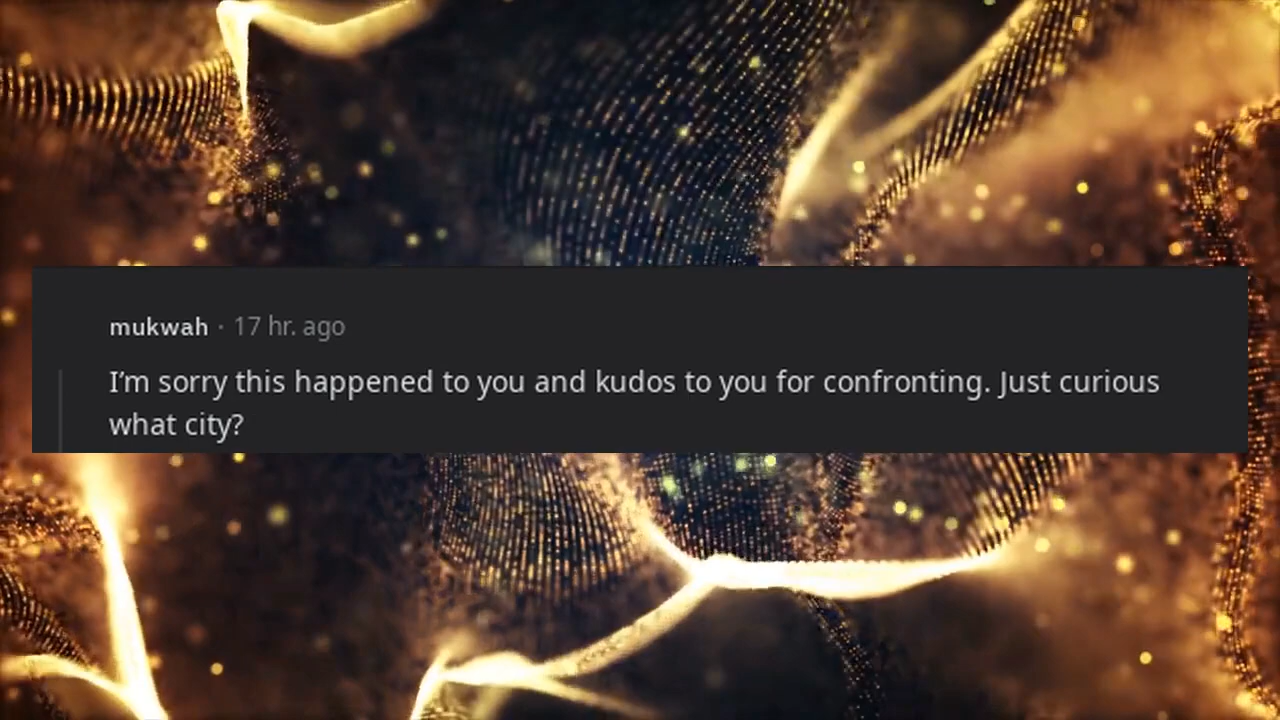 mukwah · 17 hr. ago
I’m sorry this happened to you and kudos to you for confronting. Just curious
what city?